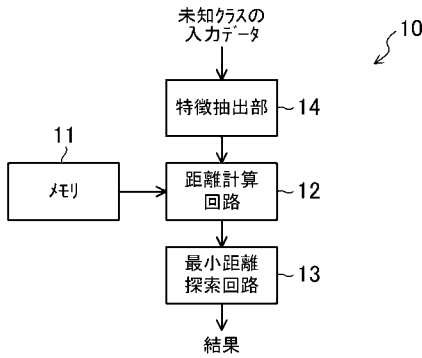 未知クラスの
入力データ
10
特徴抽出部
14
11
メモリ
距離計算
回路
12
最小距離
探索回路
13
結果